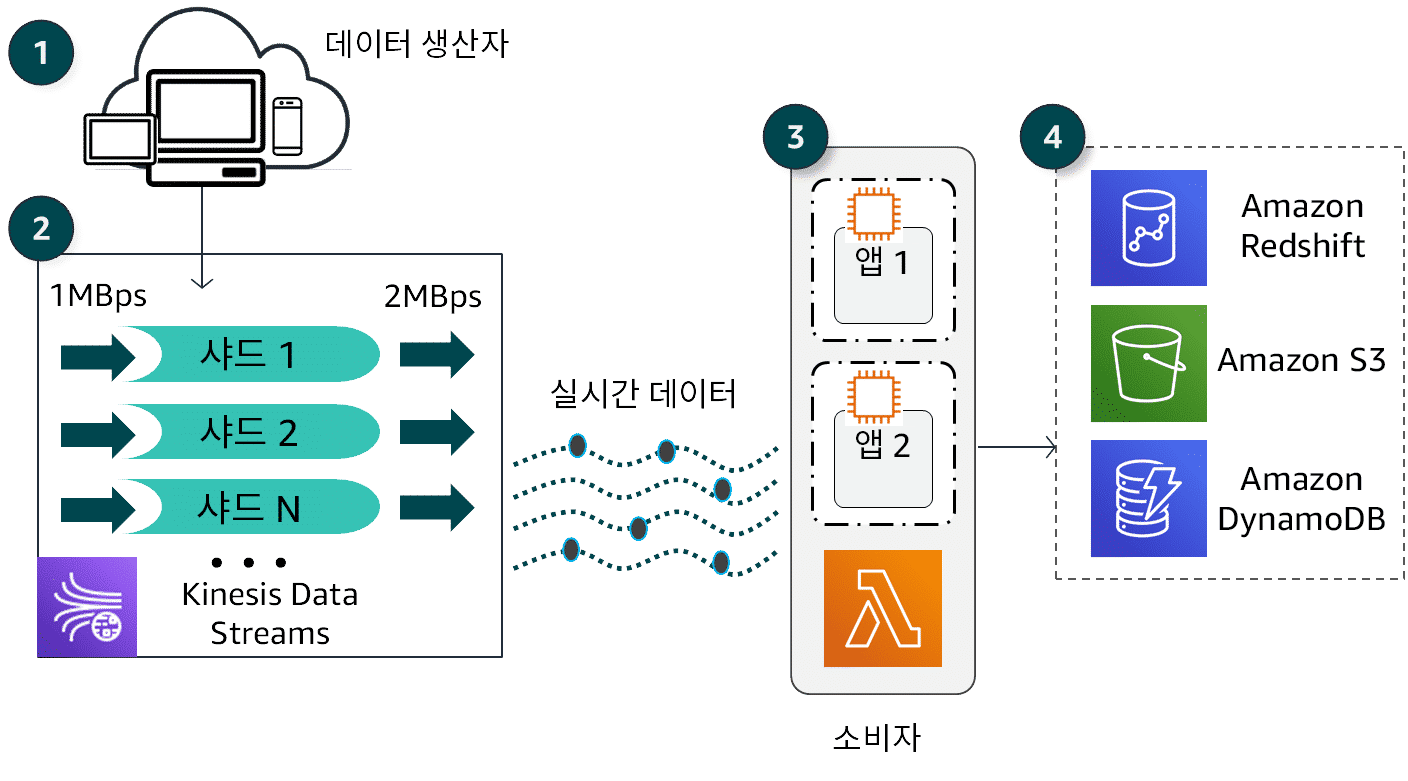 1
데이터 생산자
2
1MBps
2MBps
샤드 1
샤드 2
샤드 N
Kinesis Data
Streams
실시간 데이터
3
앱 1
앱 2
소비자
4
Amazon
Redshift
Amazon S3
Amazon
DynamoDB